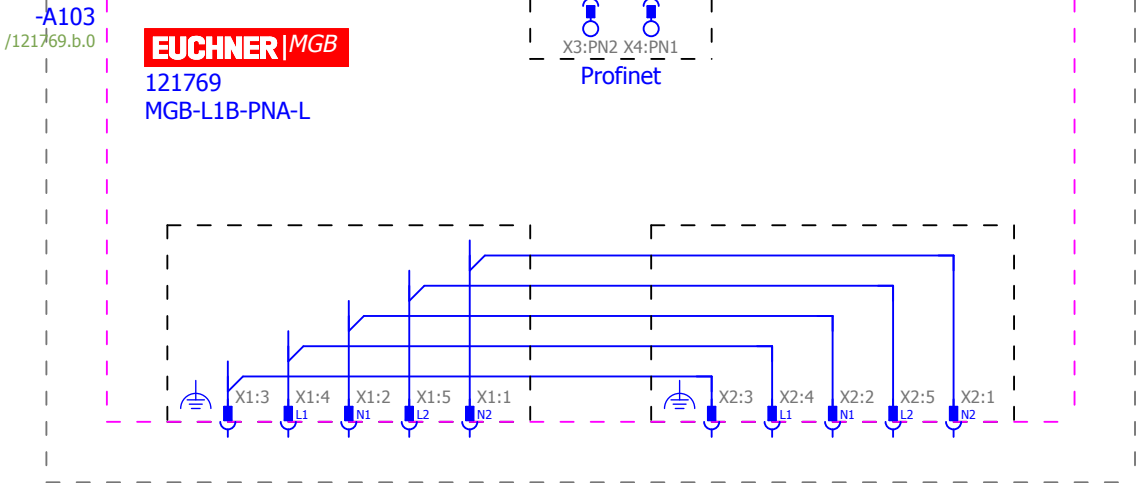 -A103
/121769.b.0
EUCHNER|MGB
121769
MGB-L1B-PNA-L
X3:PN2 X4:PN1
Profinet
X1:3 X1:4 X1:2 X1:5 X1:1 X2:3 X2:4 X2:2 X2:5 X2:1
L1 N1 L2 N2 L1 N1 L2 N2